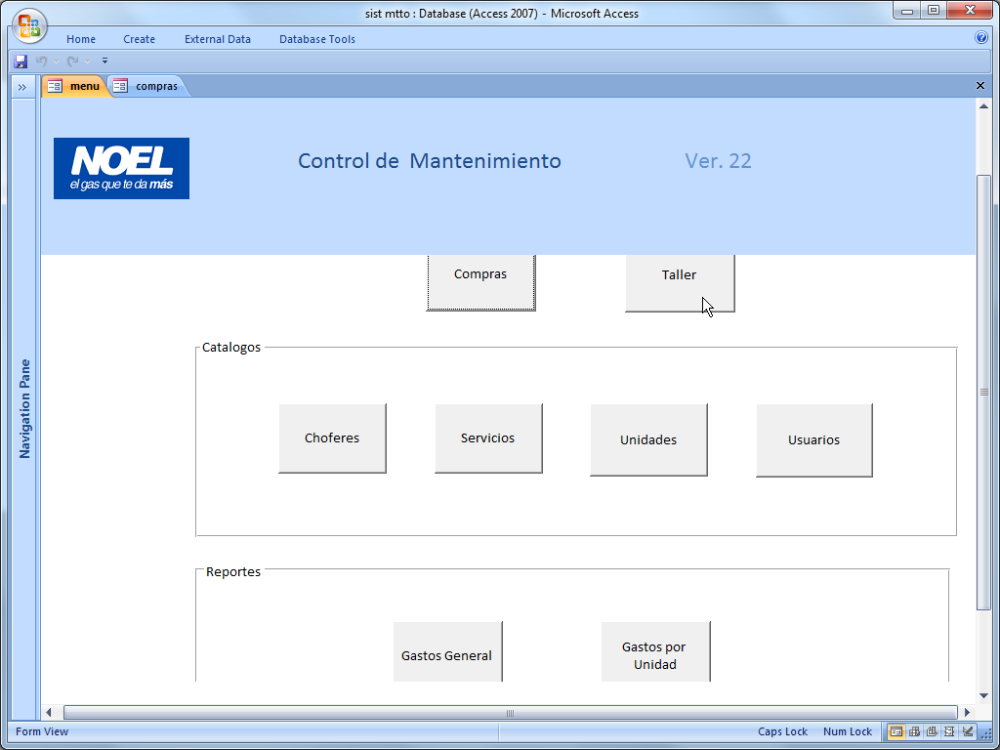 sist mtto : Database (Access 2007) - Microsoft Access
Home Create External Data Database Tools
menu compras
NOEL
el gas que te da más
Control de Mantenimiento
Ver. 22
Compras
Taller
Navigation Pane
Catalogos
Choferes
Servicios
Unidades
Usuarios
Reportes
Gastos General
Gastos por
Unidad
Form View
Caps Lock Num Lock